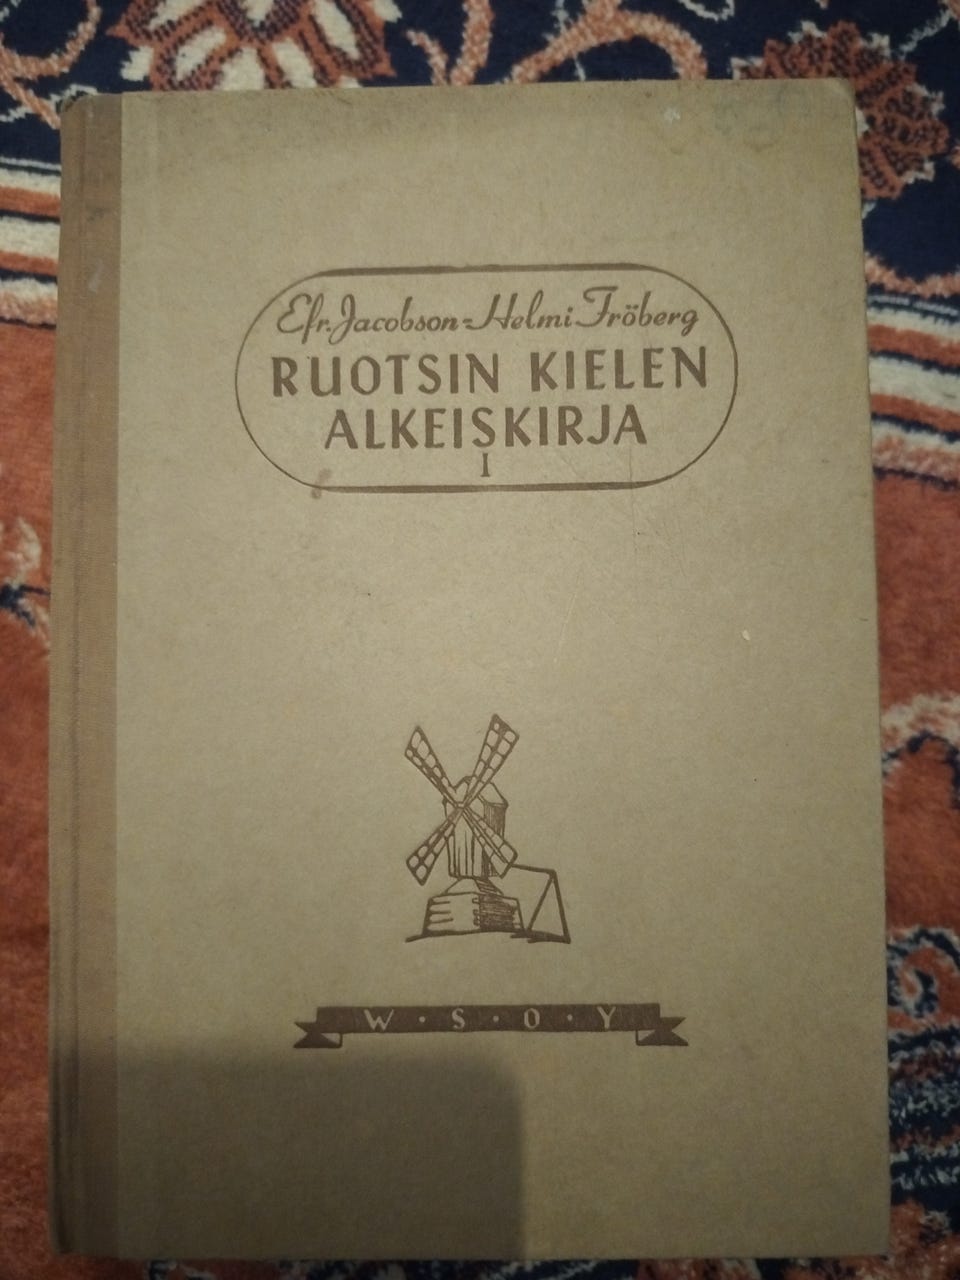 Efr. Jacobson - Helmi Fröberg
RUOTSIN KIELEN
ALKEISKIRJA
I
W · S · O · Y